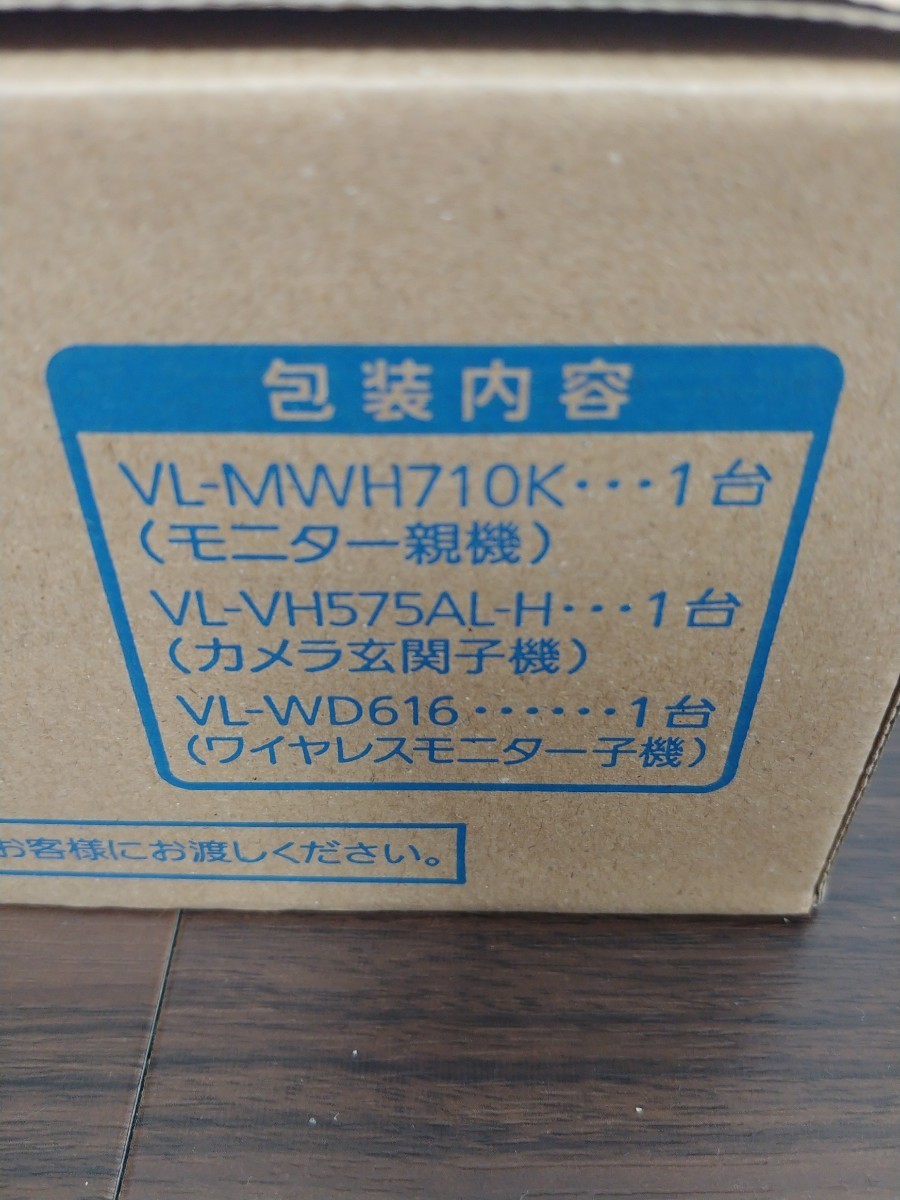 包装内容
VL-MWH710K･･･1台
(モニター親機)
VL-VH575AL-H･･･1台
(カメラ玄関子機)
VL-WD616･･････1台
(ワイヤレスモニター子機)
お客様にお渡しください。